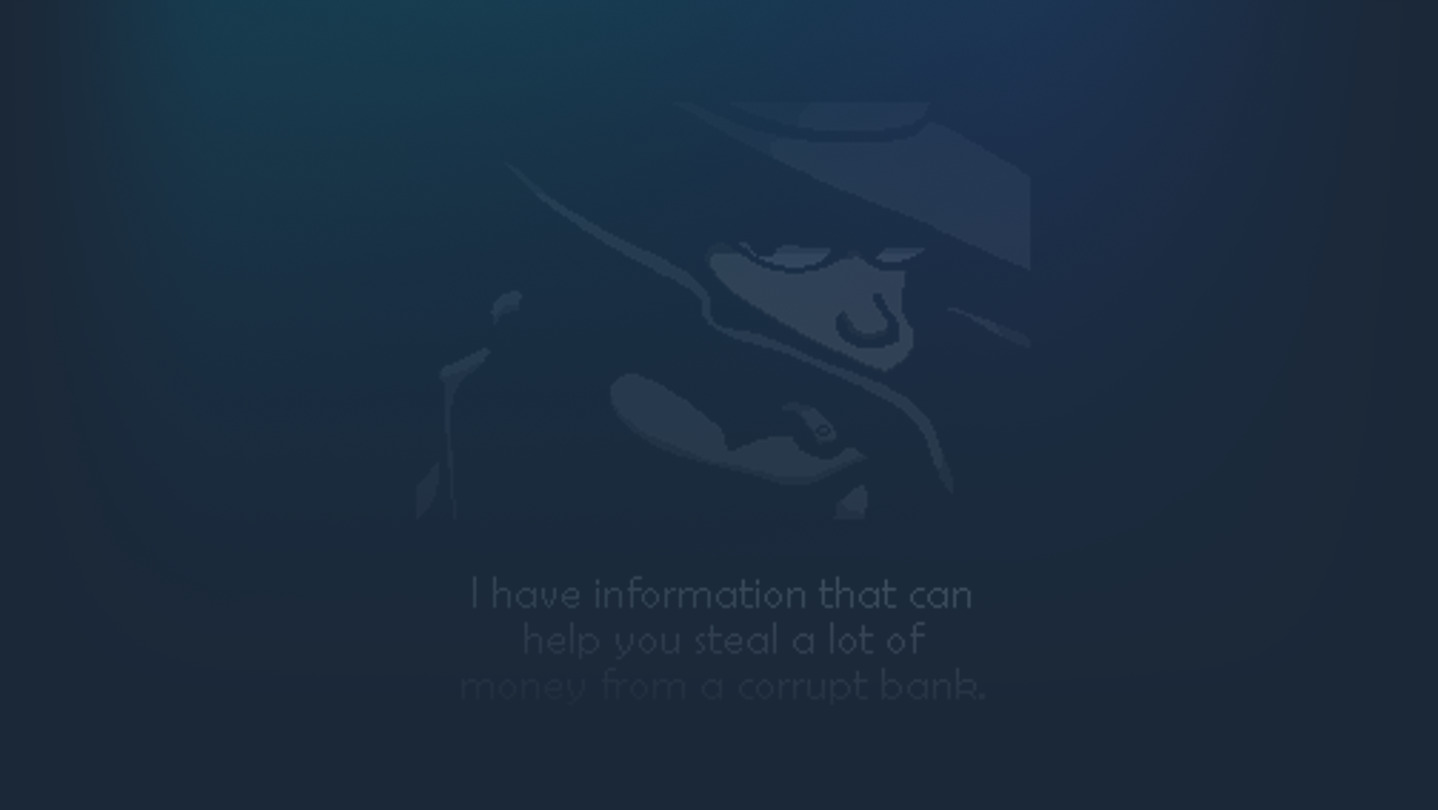 I have information that can
help you steal a lot of
money from a corrupt bank.